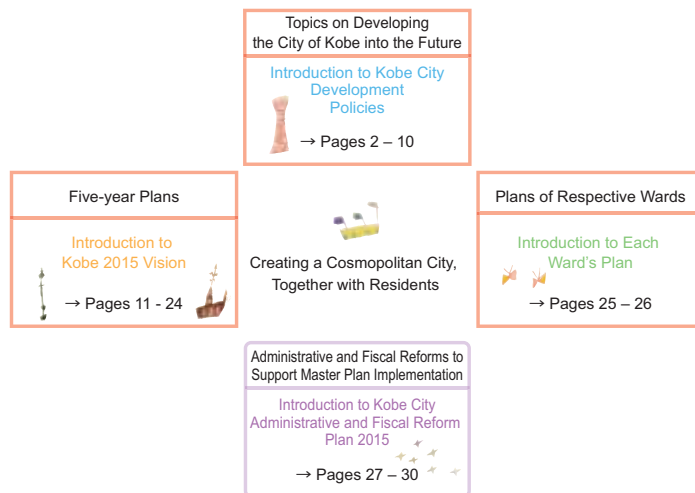 Topics on Developing
the City of Kobe into the Future
Introduction to Kobe City
Development
Policies
→ Pages 2 – 10
Five-year Plans
Introduction to
Kobe 2015 Vision
→ Pages 11 - 24
Creating a Cosmopolitan City,
Together with Residents
Plans of Respective Wards
Introduction to Each
Ward's Plan
→ Pages 25 – 26
Administrative and Fiscal Reforms to
Support Master Plan Implementation
Introduction to Kobe City
Administrative and Fiscal Reform
Plan 2015
→ Pages 27 – 30